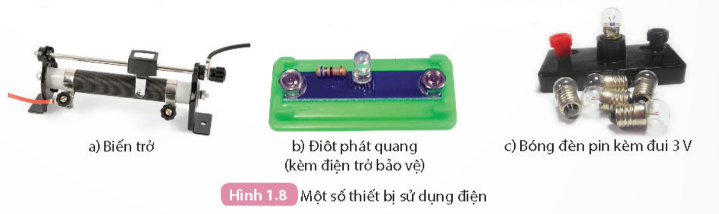 a) Biến trở
b) Điôt phát quang
(kèm điện trở bảo vệ)
c) Bóng đèn pin kèm đui 3 V
Hình 1.8 Một số thiết bị sử dụng điện